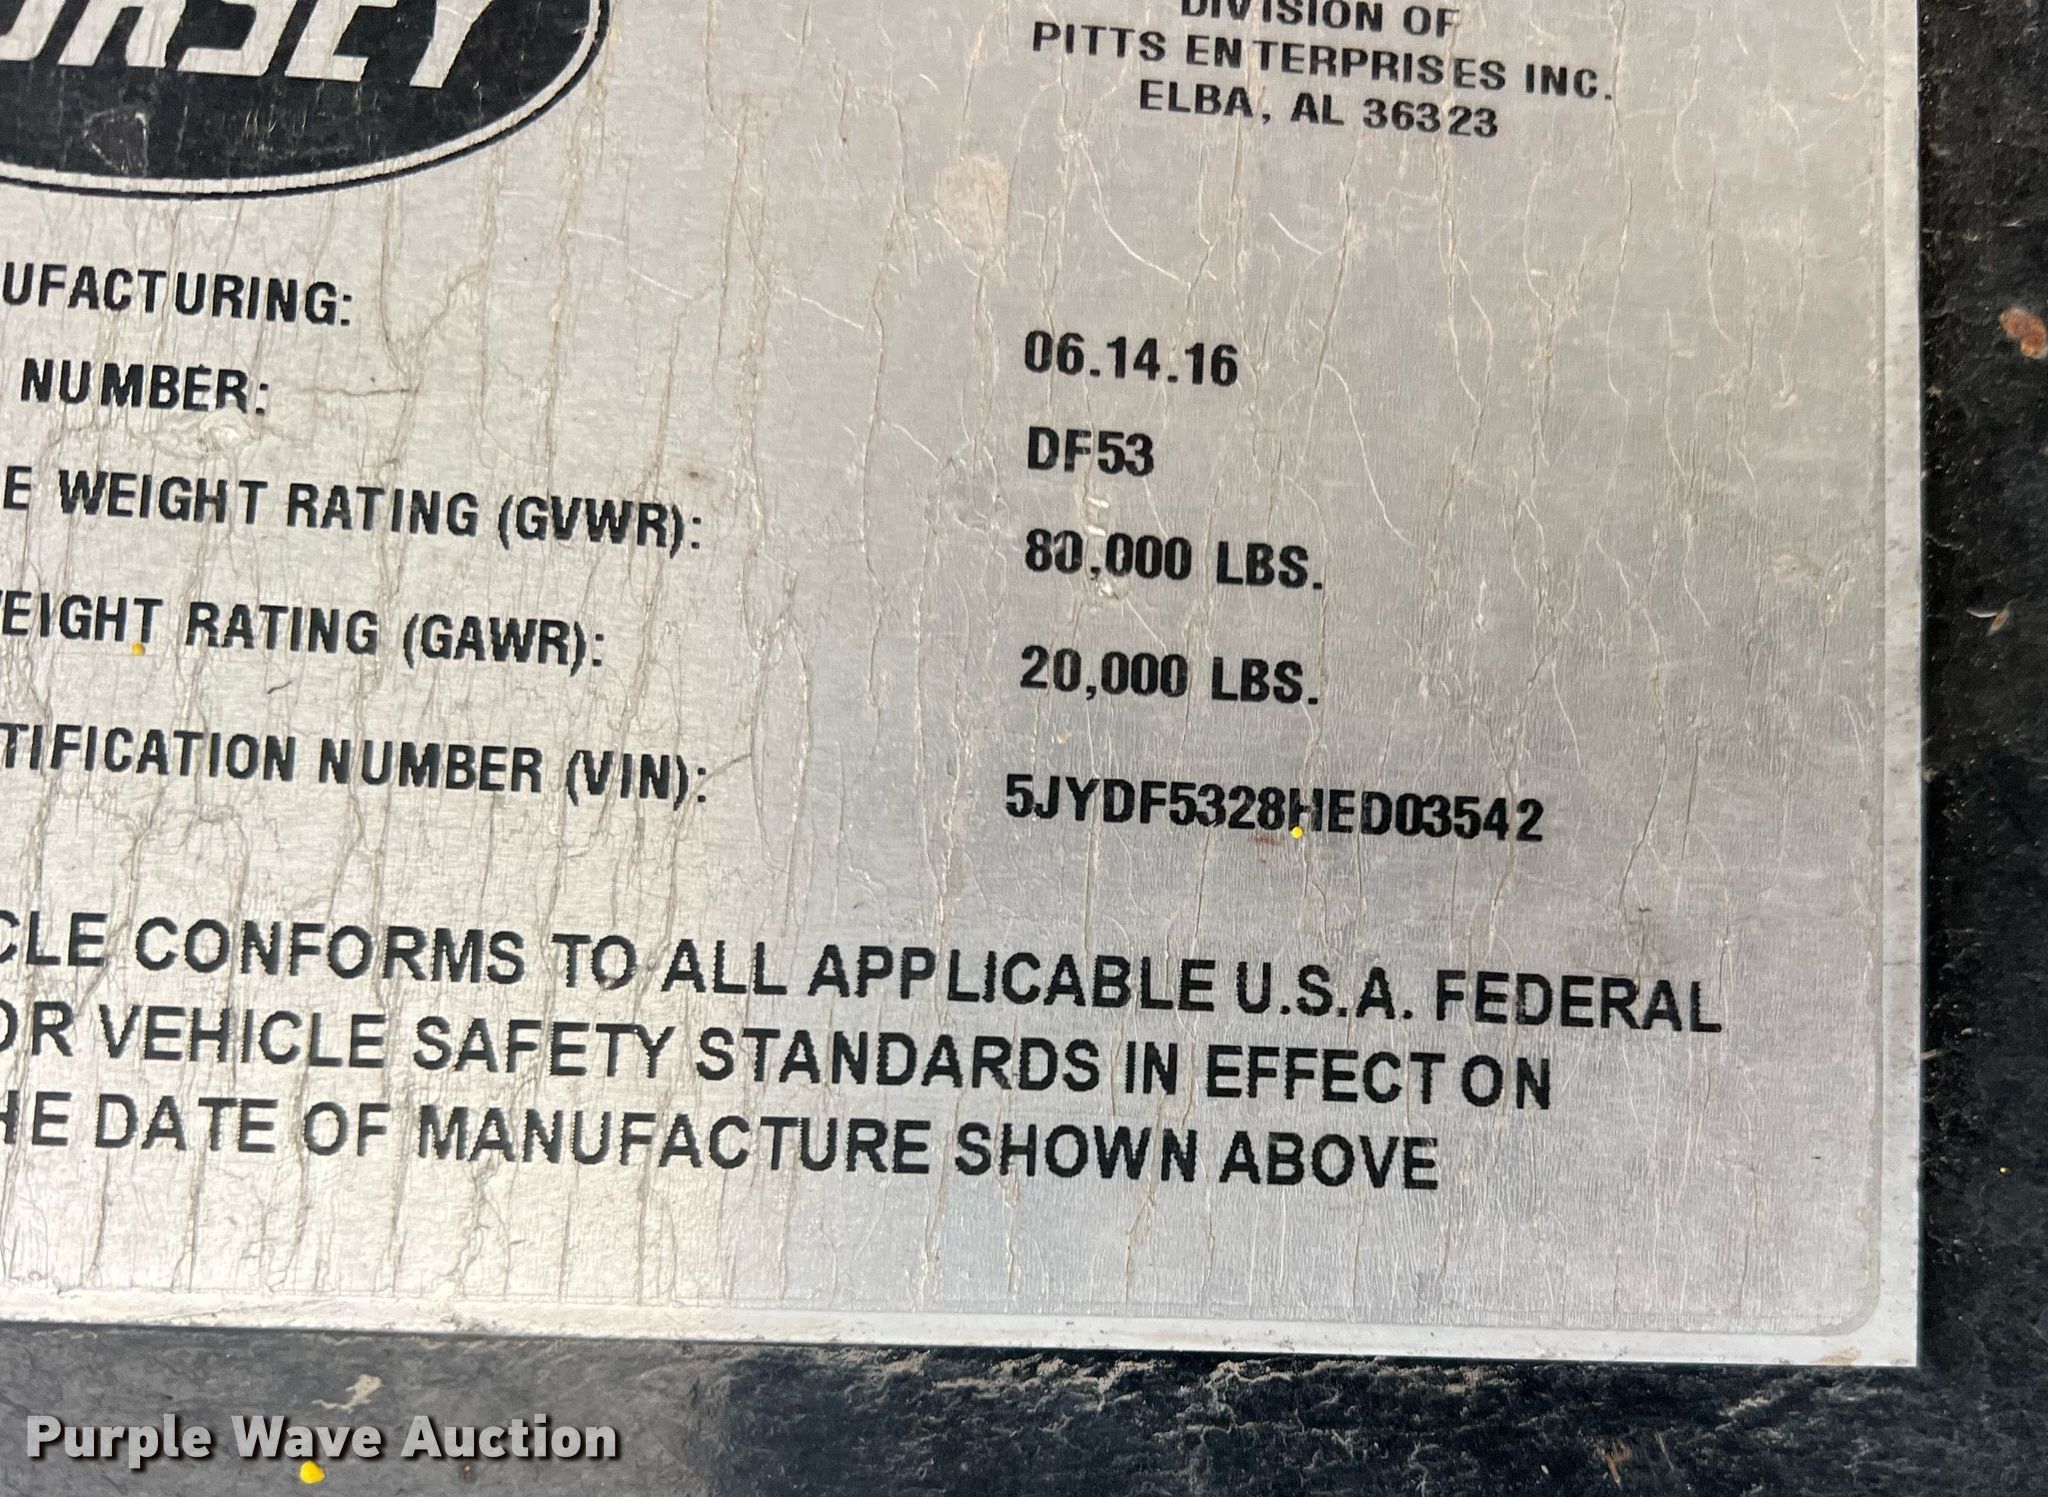 ORSEY
DIVISION OF
PITTS ENTERPRISES INC.
ELBA, AL 36323
UFACTURING:
06.14.16
NUMBER:
DF53
E WEIGHT RATING (GVWR):
80,000 LBS.
EIGHT RATING (GAWR):
20,000 LBS.
TIFICATION NUMBER (VIN):
5JYDF5328HED03542
CLE CONFORMS TO ALL APPLICABLE U.S.A. FEDERAL
OR VEHICLE SAFETY STANDARDS IN EFFECT ON
HE DATE OF MANUFACTURE SHOWN ABOVE
Purple Wave Auction